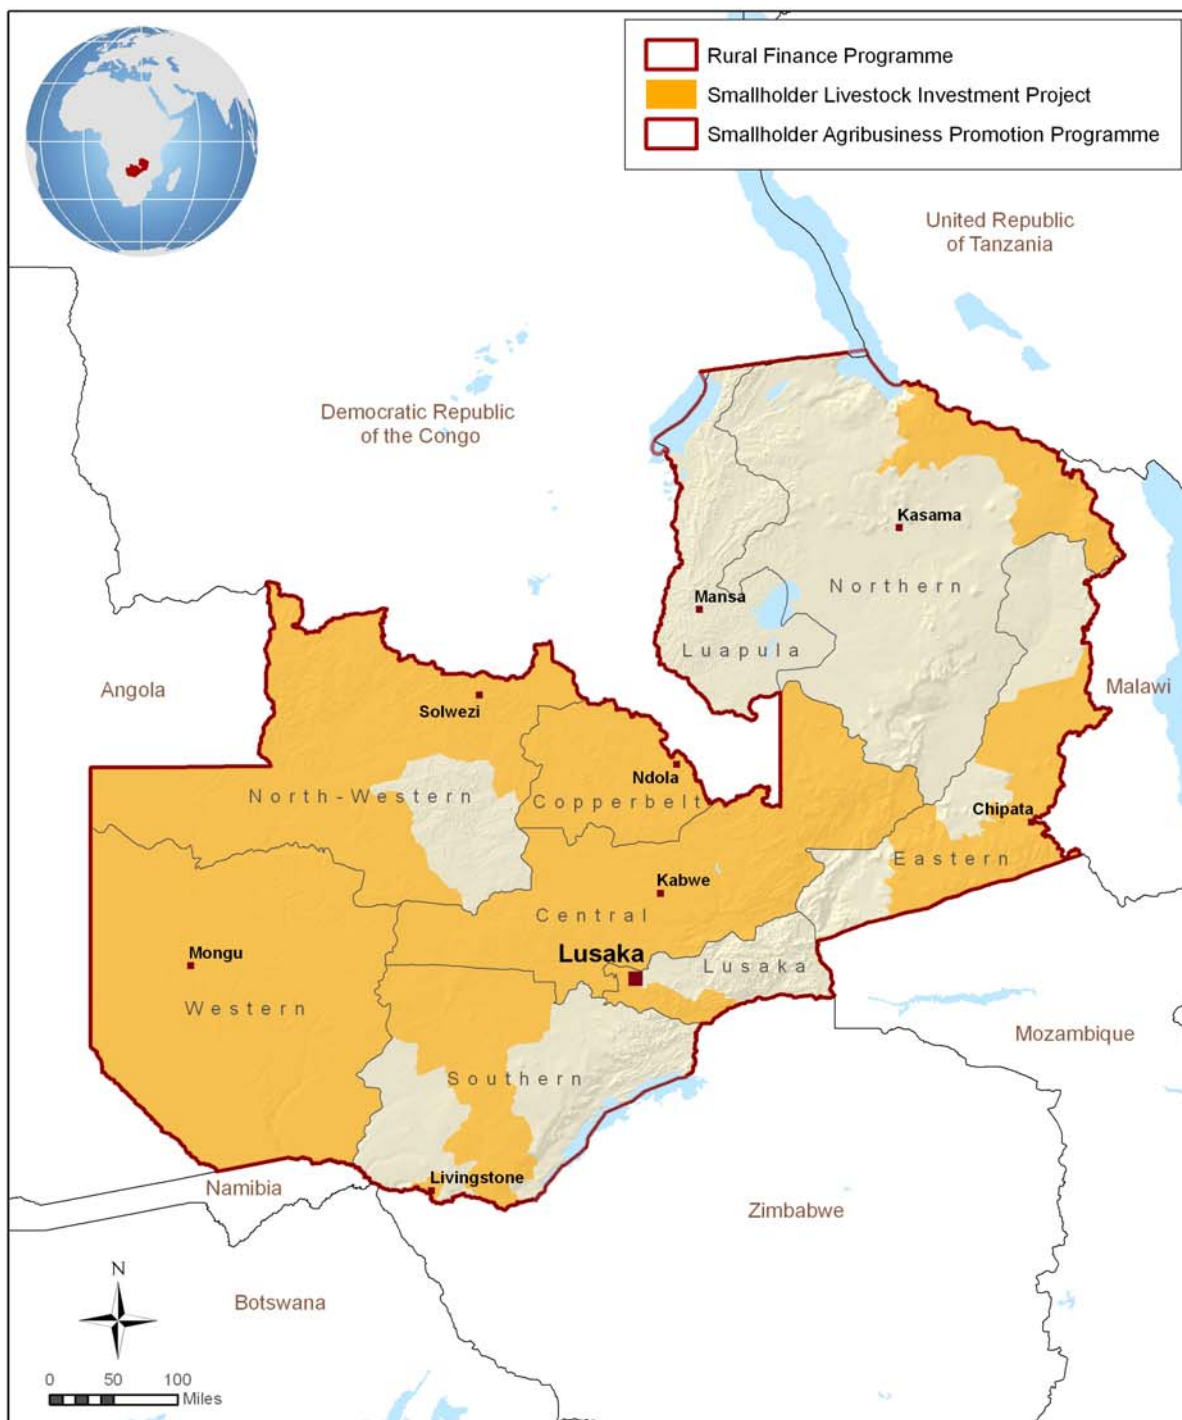 Rural Finance Programme
Smallholder Livestock Investment Project
Smallholder Agribusiness Promotion Programme
United Republic
of Tanzania
Democratic Republic
of the Congo
Kasama
Northern
Mansa
Luapula
Angola
Malawi
Solwezi
Ndola
North-Western
Copperbelt
Chipata
Eastern
Kabwe
Central
Mongu
Lusaka
Lusaka
Western
Mozambique
Southern
Livingstone
Namibia
Zimbabwe
N
Botswana
0 50 100
Miles